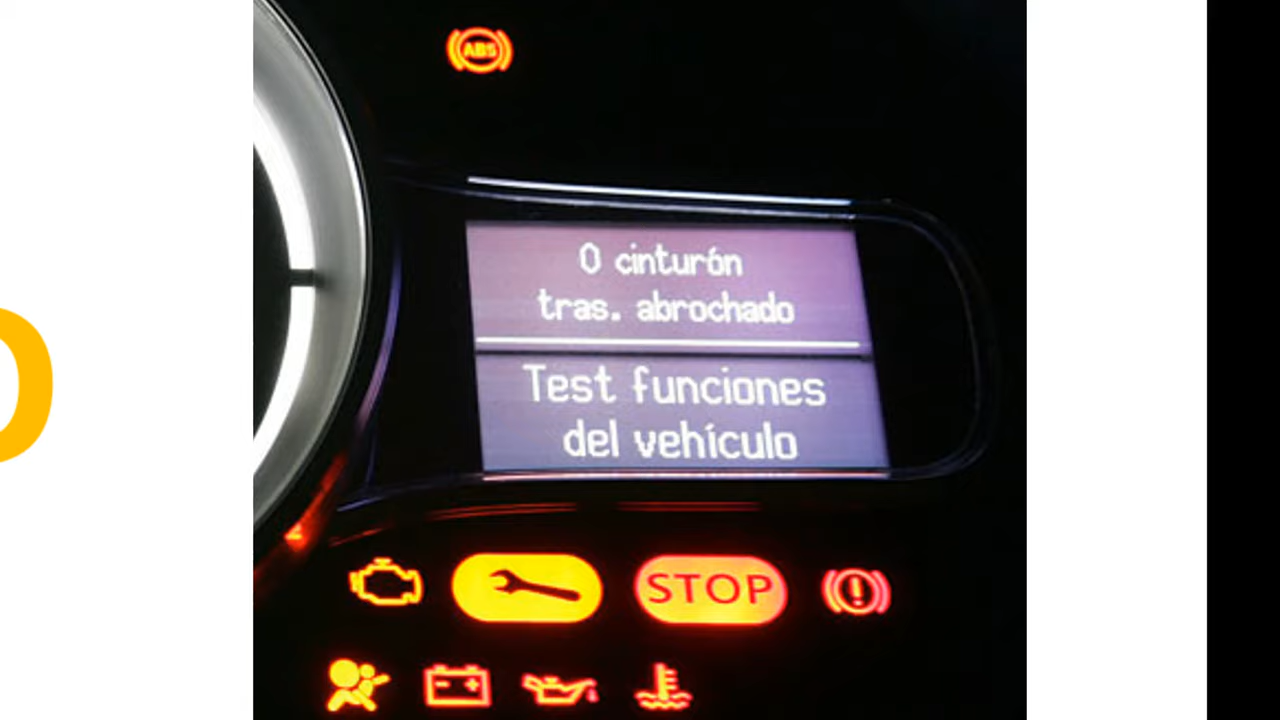 ABS
0 cinturón
tras. abrochado
Test funciones
del vehículo
STOP